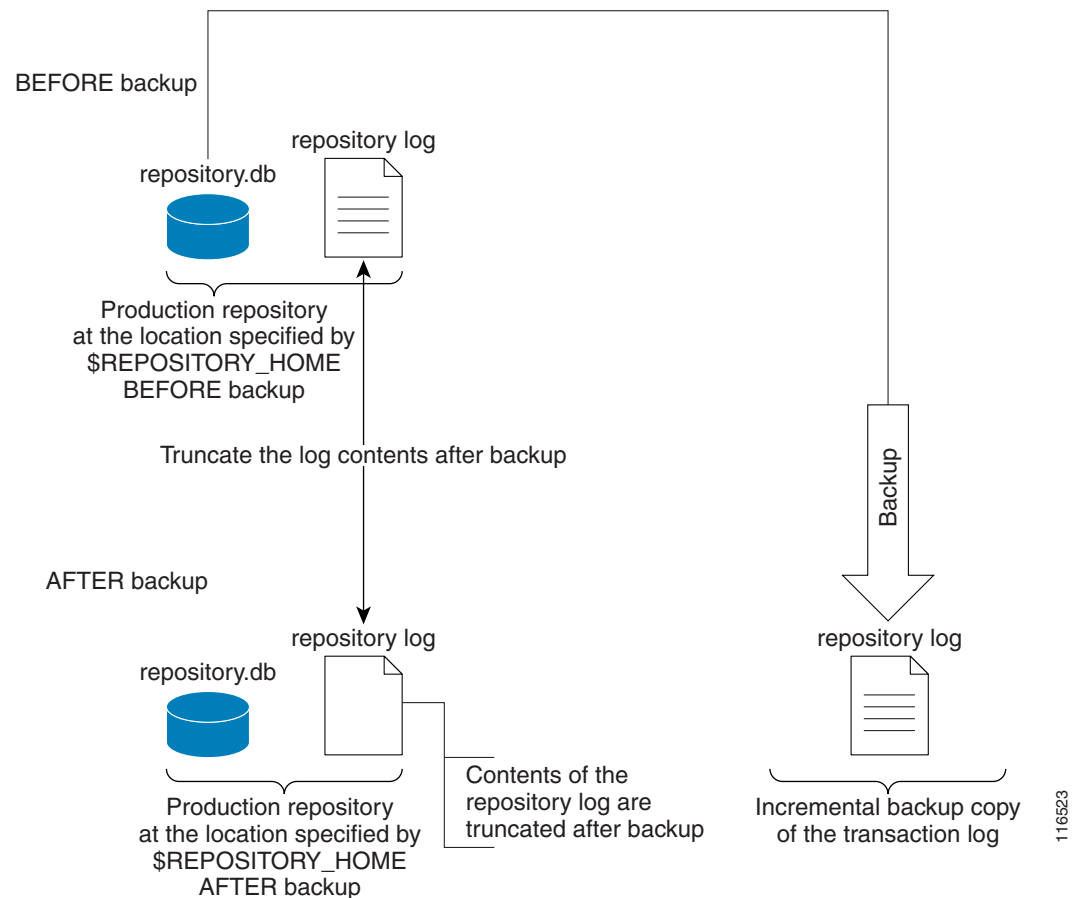 BEFORE backup
repository log
repository.db
Production repository
at the location specified by
$REPOSITORY_HOME
BEFORE backup
Truncate the log contents after backup
Backup
AFTER backup
repository log
repository.db
Contents of the
repository log are
truncated after backup
Production repository
at the location specified by
$REPOSITORY_HOME
AFTER backup
repository log
Incremental backup copy
of the transaction log
116523